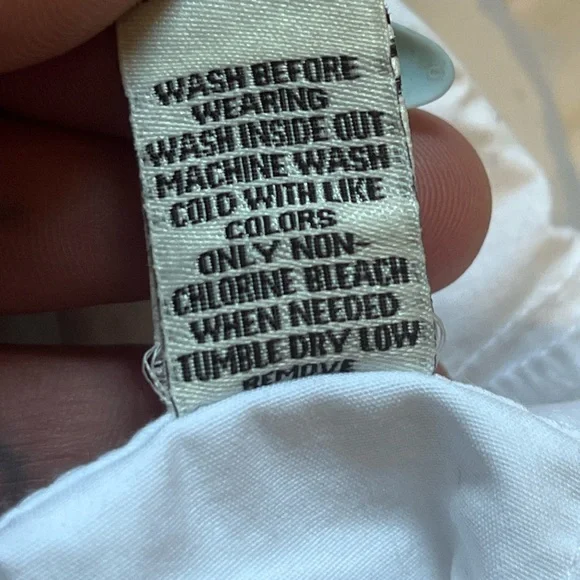 WASH BEFORE
WEARING
WASH INSIDE OUT
MACHINE WASH
COLD WITH LIKE
COLORS
ONLY NON-
CHLORINE BLEACH
WHEN NEEDED
TUMBLE DRY LOW
REMOVE